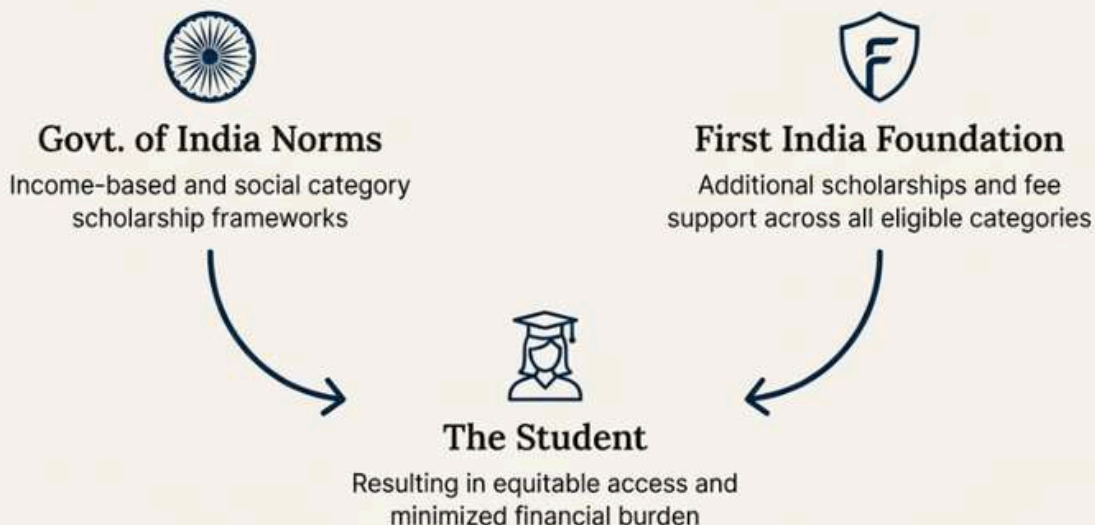 Govt. of India Norms
Income-based and social category
scholarship frameworks
First India Foundation
Additional scholarships and fee
support across all eligible categories
The Student
Resulting in equitable access and
minimized financial burden